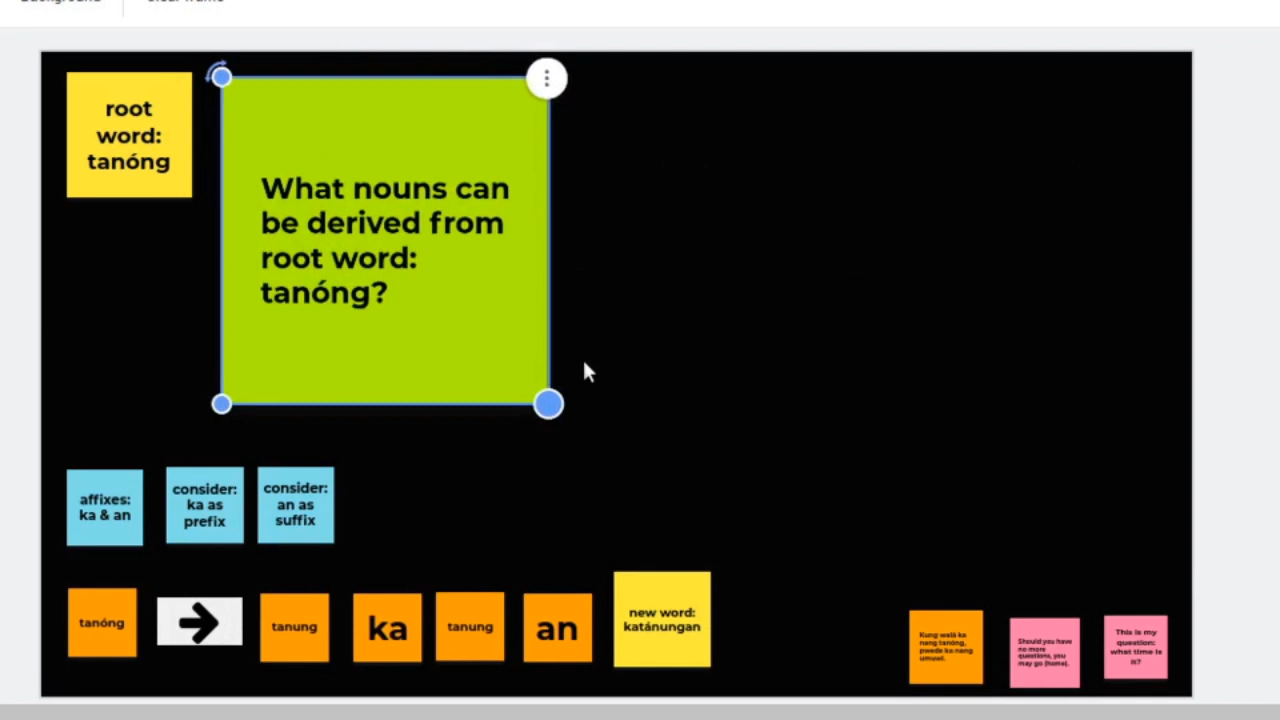 root
word:
tanóng
What nouns can
be derived from
root word:
tanóng?
affixes:
ka & an
consider:
ka as
prefix
consider:
an as
suffix
tanóng
tanung
ka
tanung
an
new word:
katánungan
Kung walâ ka
nang tanóng,
pwede ka nang
umuwî.
Should you have
no more
questions, you
may go (home).
This is my
question:
what time is
it?